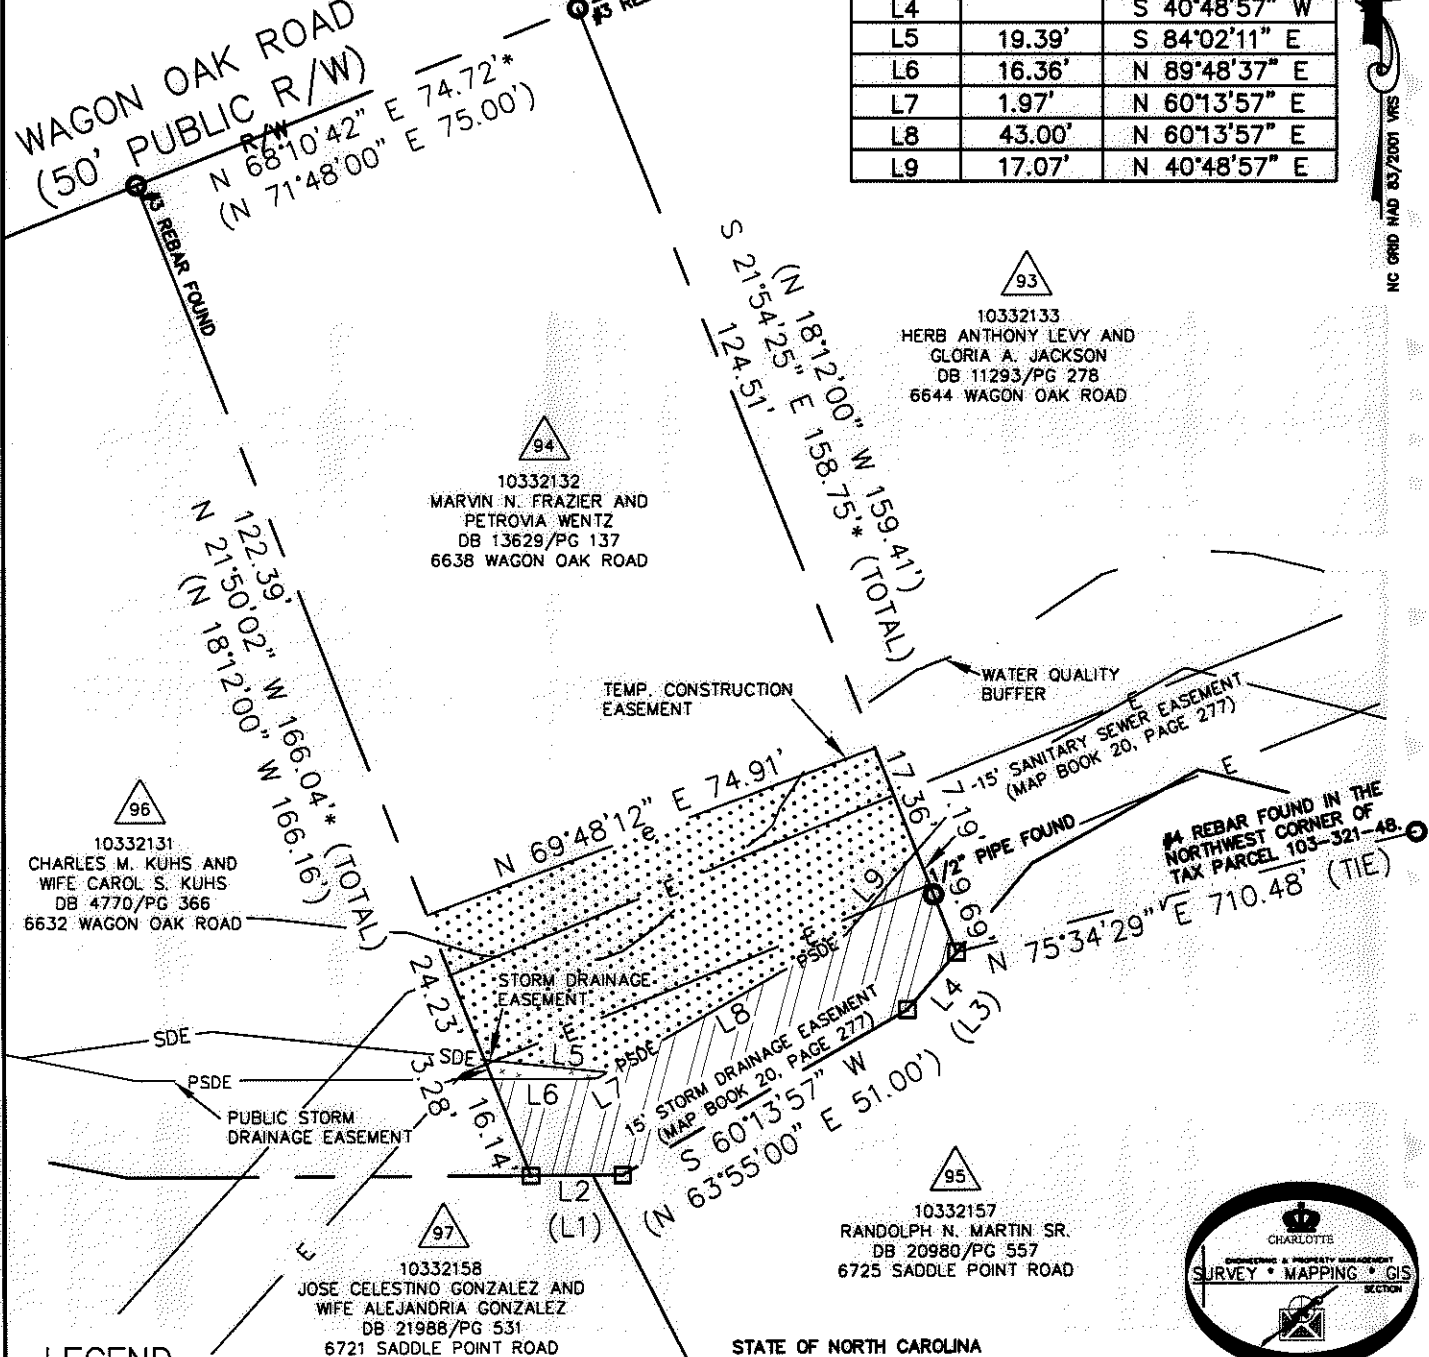 WAGON OAK ROAD
(50' PUBLIC R/W)
R/W
N 68°10'42" E 74.72'*
(N 71°48'00" E 75.00')
#3 REBAR FOUND
L4 S 40°48'57" W
L5 19.39' S 84°02'11" E
L6 16.36' N 89°48'37" E
L7 1.97' N 60°13'57" E
L8 43.00' N 60°13'57" E
L9 17.07' N 40°48'57" E
NC GRID NAD 83/2001 VRS
(N 18°12'00" W 159.41')
S 21°54'25" E 158.75'* (TOTAL)
124.51'
93
10332133
HERB ANTHONY LEVY AND
GLORIA A. JACKSON
DB 11293/PG 278
6644 WAGON OAK ROAD
94
10332132
MARVIN N. FRAZIER AND
PETROVIA WENTZ
DB 13629/PG 137
6638 WAGON OAK ROAD
122.39'
N 21°50'02" W 166.04'* (TOTAL)
(N 18°12'00" W 166.16')
WATER QUALITY
BUFFER
TEMP. CONSTRUCTION
EASEMENT
E
15' SANITARY SEWER EASEMENT
(MAP BOOK 20, PAGE 277)
E
N 69°48'12" E 74.91'
e
17.36'
7.19'
1/2" PIPE FOUND
9.69'
#4 REBAR FOUND IN THE
NORTHWEST CORNER OF
TAX PARCEL 103-321-48.
N 75°34'29" E 710.48' (TIE)
96
10332131
CHARLES M. KUHS AND
WIFE CAROL S. KUHS
DB 4770/PG 366
6632 WAGON OAK ROAD
E
L9
E
PSDE
24.23'
STORM DRAINAGE
EASEMENT
E
L8
L4
(L3)
SDE
SDE
L5
PSDE
PSDE
3.28'
L6
L7
16.14'
PUBLIC STORM
DRAINAGE EASEMENT
15' STORM DRAINAGE EASEMENT
(MAP BOOK 20, PAGE 277)
S 60°13'57" W
(N 63°55'00" E 51.00')
L2
(L1)
E
97
10332158
JOSE CELESTINO GONZALEZ AND
WIFE ALEJANDRIA GONZALEZ
DB 21988/PG 531
6721 SADDLE POINT ROAD
95
10332157
RANDOLPH N. MARTIN SR.
DB 20980/PG 557
6725 SADDLE POINT ROAD
CHARLOTTE
ENGINEERING & PROPERTY MANAGEMENT
SURVEY * MAPPING * GIS
SECTION
LEGEND
STATE OF NORTH CAROLINA